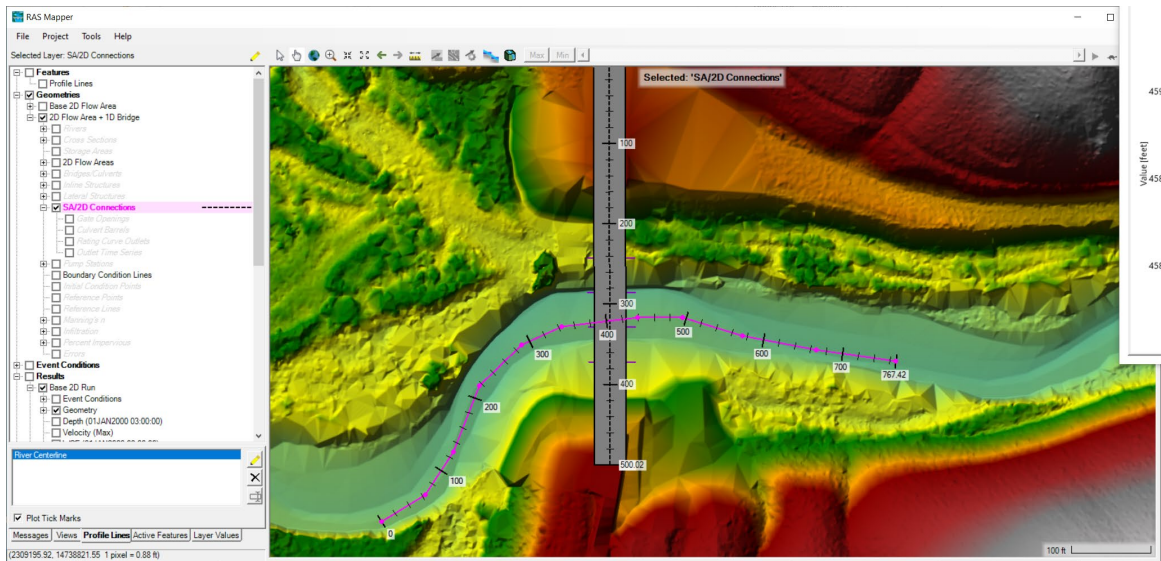 RAS Mapper
File Project Tools Help
Selected Layer: SA/2D Connections
Max Min
Features
Profile Lines
Geometries
Base 2D Flow Area
2D Flow Area + 1D Bridge
Rivers
Cross Sections
Storage Areas
2D Flow Areas
Bridges/Culverts
Inline Structures
Lateral Structures
SA/2D Connections
Gate Openings
Culvert Barrels
Rating Curve Outlets
Outlet Time Series
Pump Stations
Boundary Condition Lines
Initial Condition Points
Reference Points
Reference Lines
Manning's n
Infiltration
Percent Impervious
Errors
Event Conditions
Results
Base 2D Run
Event Conditions
Geometry
Depth (01JAN2000 03:00:00)
Velocity (Max)
River Centerline
Plot Tick Marks
Messages Views Profile Lines Active Features Layer Values
(2309195.92, 14738821.55 1 pixel = 0.88 ft)
Selected: 'SA/2D Connections'
100
200
300
400
500.02
0
100
200
300
400
500
600
700
767.42
100 ft
Value [feet]
459
458
458